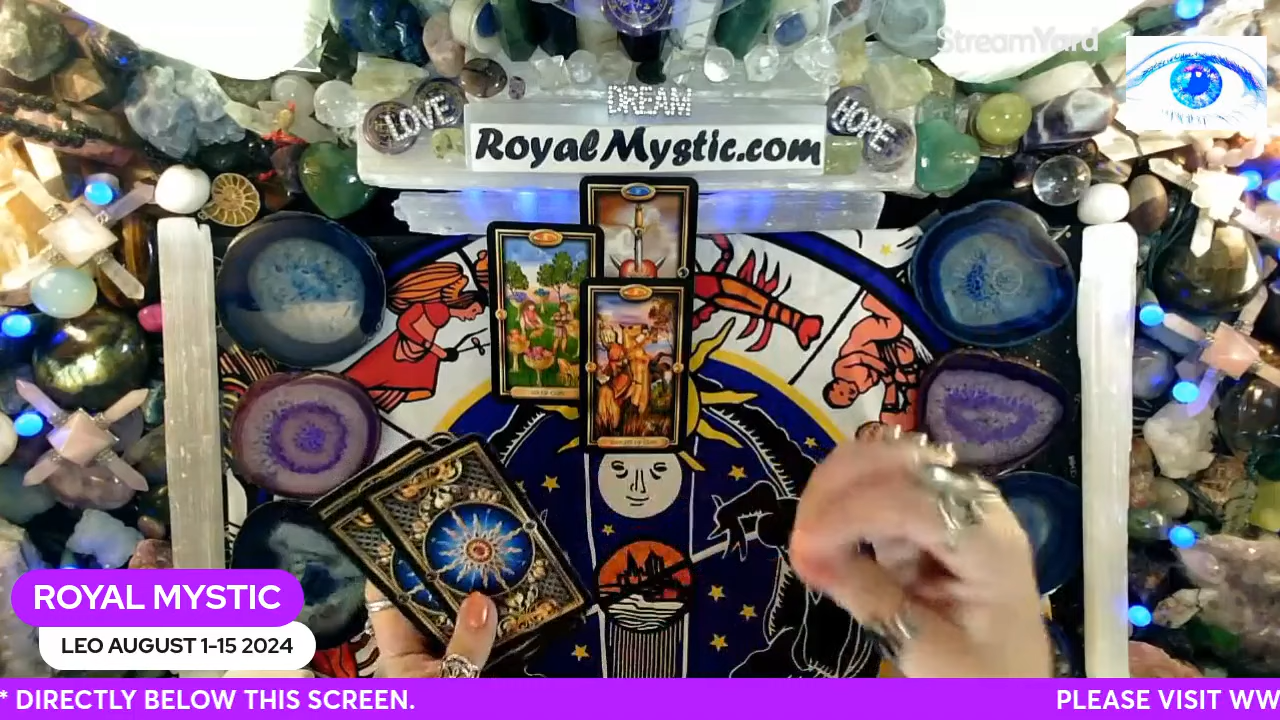 StreamYard
DREAM
LOVE
HOPE
RoyalMystic.com
ROYAL MYSTIC
LEO AUGUST 1-15 2024
* DIRECTLY BELOW THIS SCREEN.
PLEASE VISIT WW